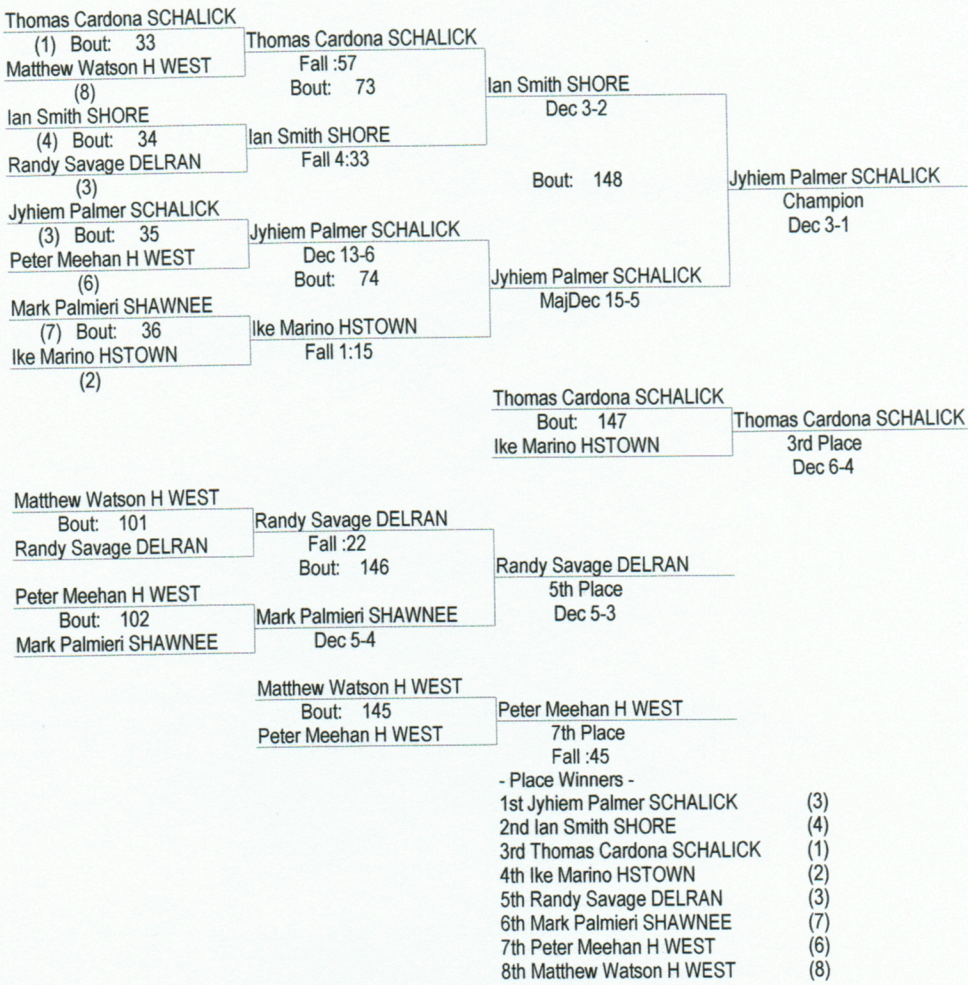 Thomas Cardona SCHALICK
(1) Bout: 33
Matthew Watson H WEST
(8)
Ian Smith SHORE
(4) Bout: 34
Randy Savage DELRAN
(3)
Jyhiem Palmer SCHALICK
(3) Bout: 35
Peter Meehan H WEST
(6)
Mark Palmieri SHAWNEE
(7) Bout: 36
Ike Marino HSTOWN
(2)
Thomas Cardona SCHALICK
Fall :57
Bout: 73
Ian Smith SHORE
Fall 4:33
Jyhiem Palmer SCHALICK
Dec 13-6
Bout: 74
Ike Marino HSTOWN
Fall 1:15
Ian Smith SHORE
Dec 3-2
Bout: 148
Jyhiem Palmer SCHALICK
MajDec 15-5
Jyhiem Palmer SCHALICK
Champion
Dec 3-1
Thomas Cardona SCHALICK
Bout: 147
Ike Marino HSTOWN
Thomas Cardona SCHALICK
3rd Place
Dec 6-4
Matthew Watson H WEST
Bout: 101
Randy Savage DELRAN
Peter Meehan H WEST
Bout: 102
Mark Palmieri SHAWNEE
Randy Savage DELRAN
Fall :22
Bout: 146
Mark Palmieri SHAWNEE
Dec 5-4
Randy Savage DELRAN
5th Place
Dec 5-3
Matthew Watson H WEST
Bout: 145
Peter Meehan H WEST
Peter Meehan H WEST
7th Place
Fall :45
- Place Winners -
1st Jyhiem Palmer SCHALICK (3)
2nd Ian Smith SHORE (4)
3rd Thomas Cardona SCHALICK (1)
4th Ike Marino HSTOWN (2)
5th Randy Savage DELRAN (3)
6th Mark Palmieri SHAWNEE (7)
7th Peter Meehan H WEST (6)
8th Matthew Watson H WEST (8)